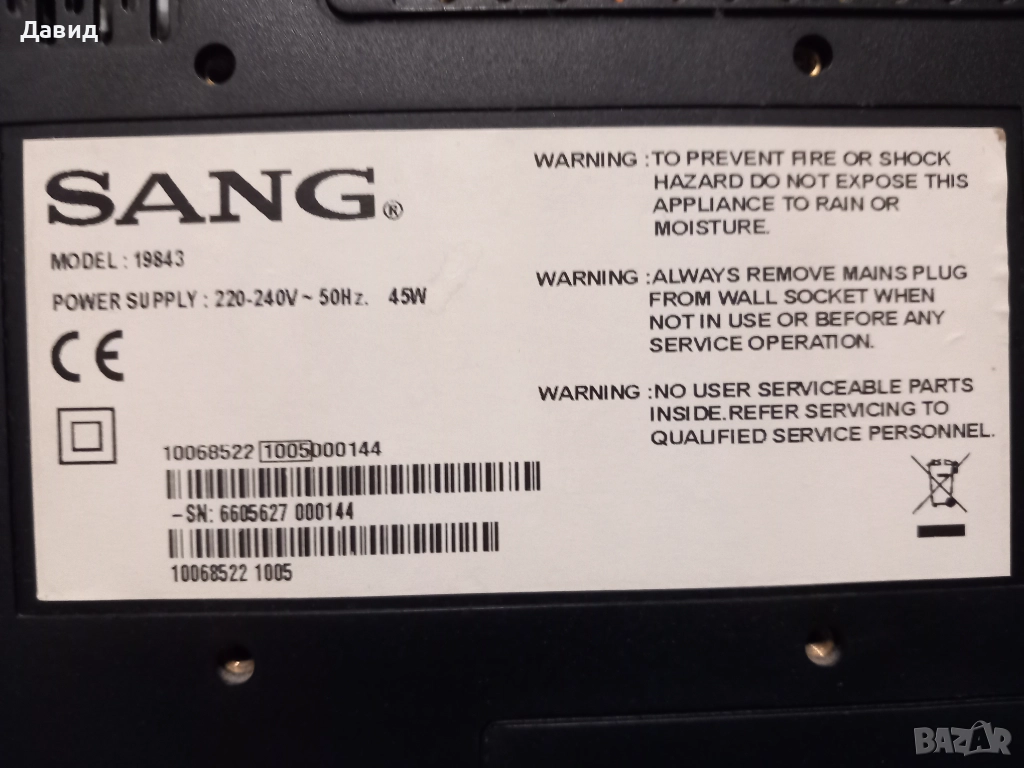 Давид
SANG®
MODEL : 19843
POWER SUPPLY : 220-240V ~ 50Hz. 45W
CE
10068522 1005000144
-SN: 6605627 000144
10068522 1005
WARNING : TO PREVENT FIRE OR SHOCK
HAZARD DO NOT EXPOSE THIS
APPLIANCE TO RAIN OR
MOISTURE.
WARNING : ALWAYS REMOVE MAINS PLUG
FROM WALL SOCKET WHEN
NOT IN USE OR BEFORE ANY
SERVICE OPERATION.
WARNING : NO USER SERVICEABLE PARTS
INSIDE.REFER SERVICING TO
QUALIFIED SERVICE PERSONNEL.
BAZAR